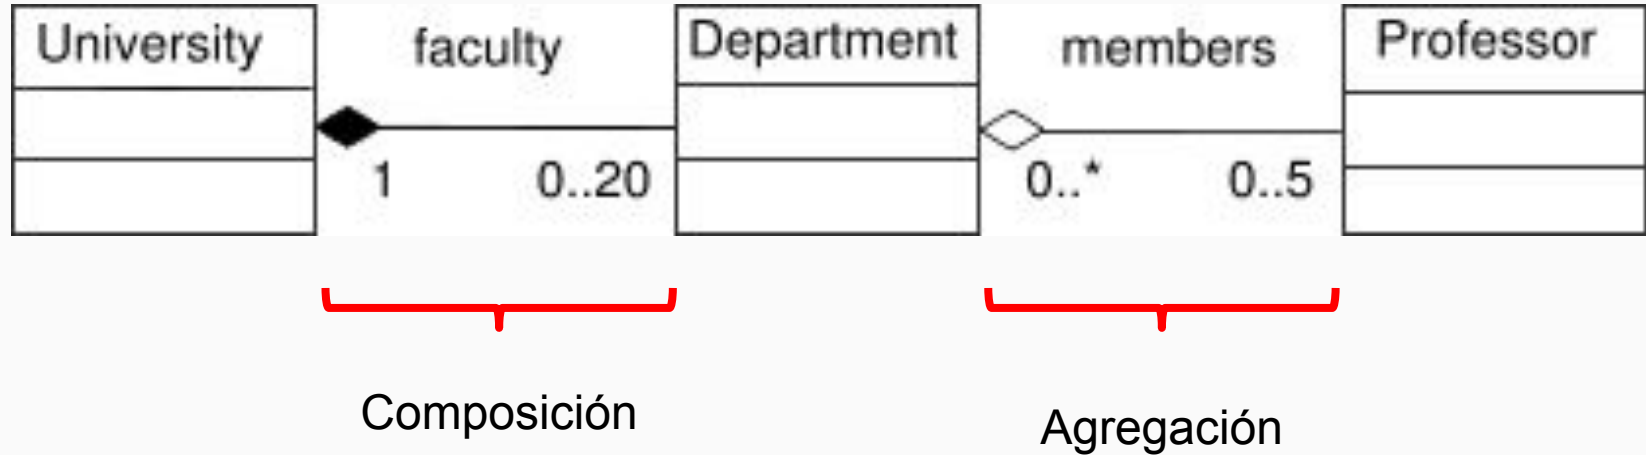 University faculty Department members Professor
1 0..20 0..* 0..5
Composición
Agregación